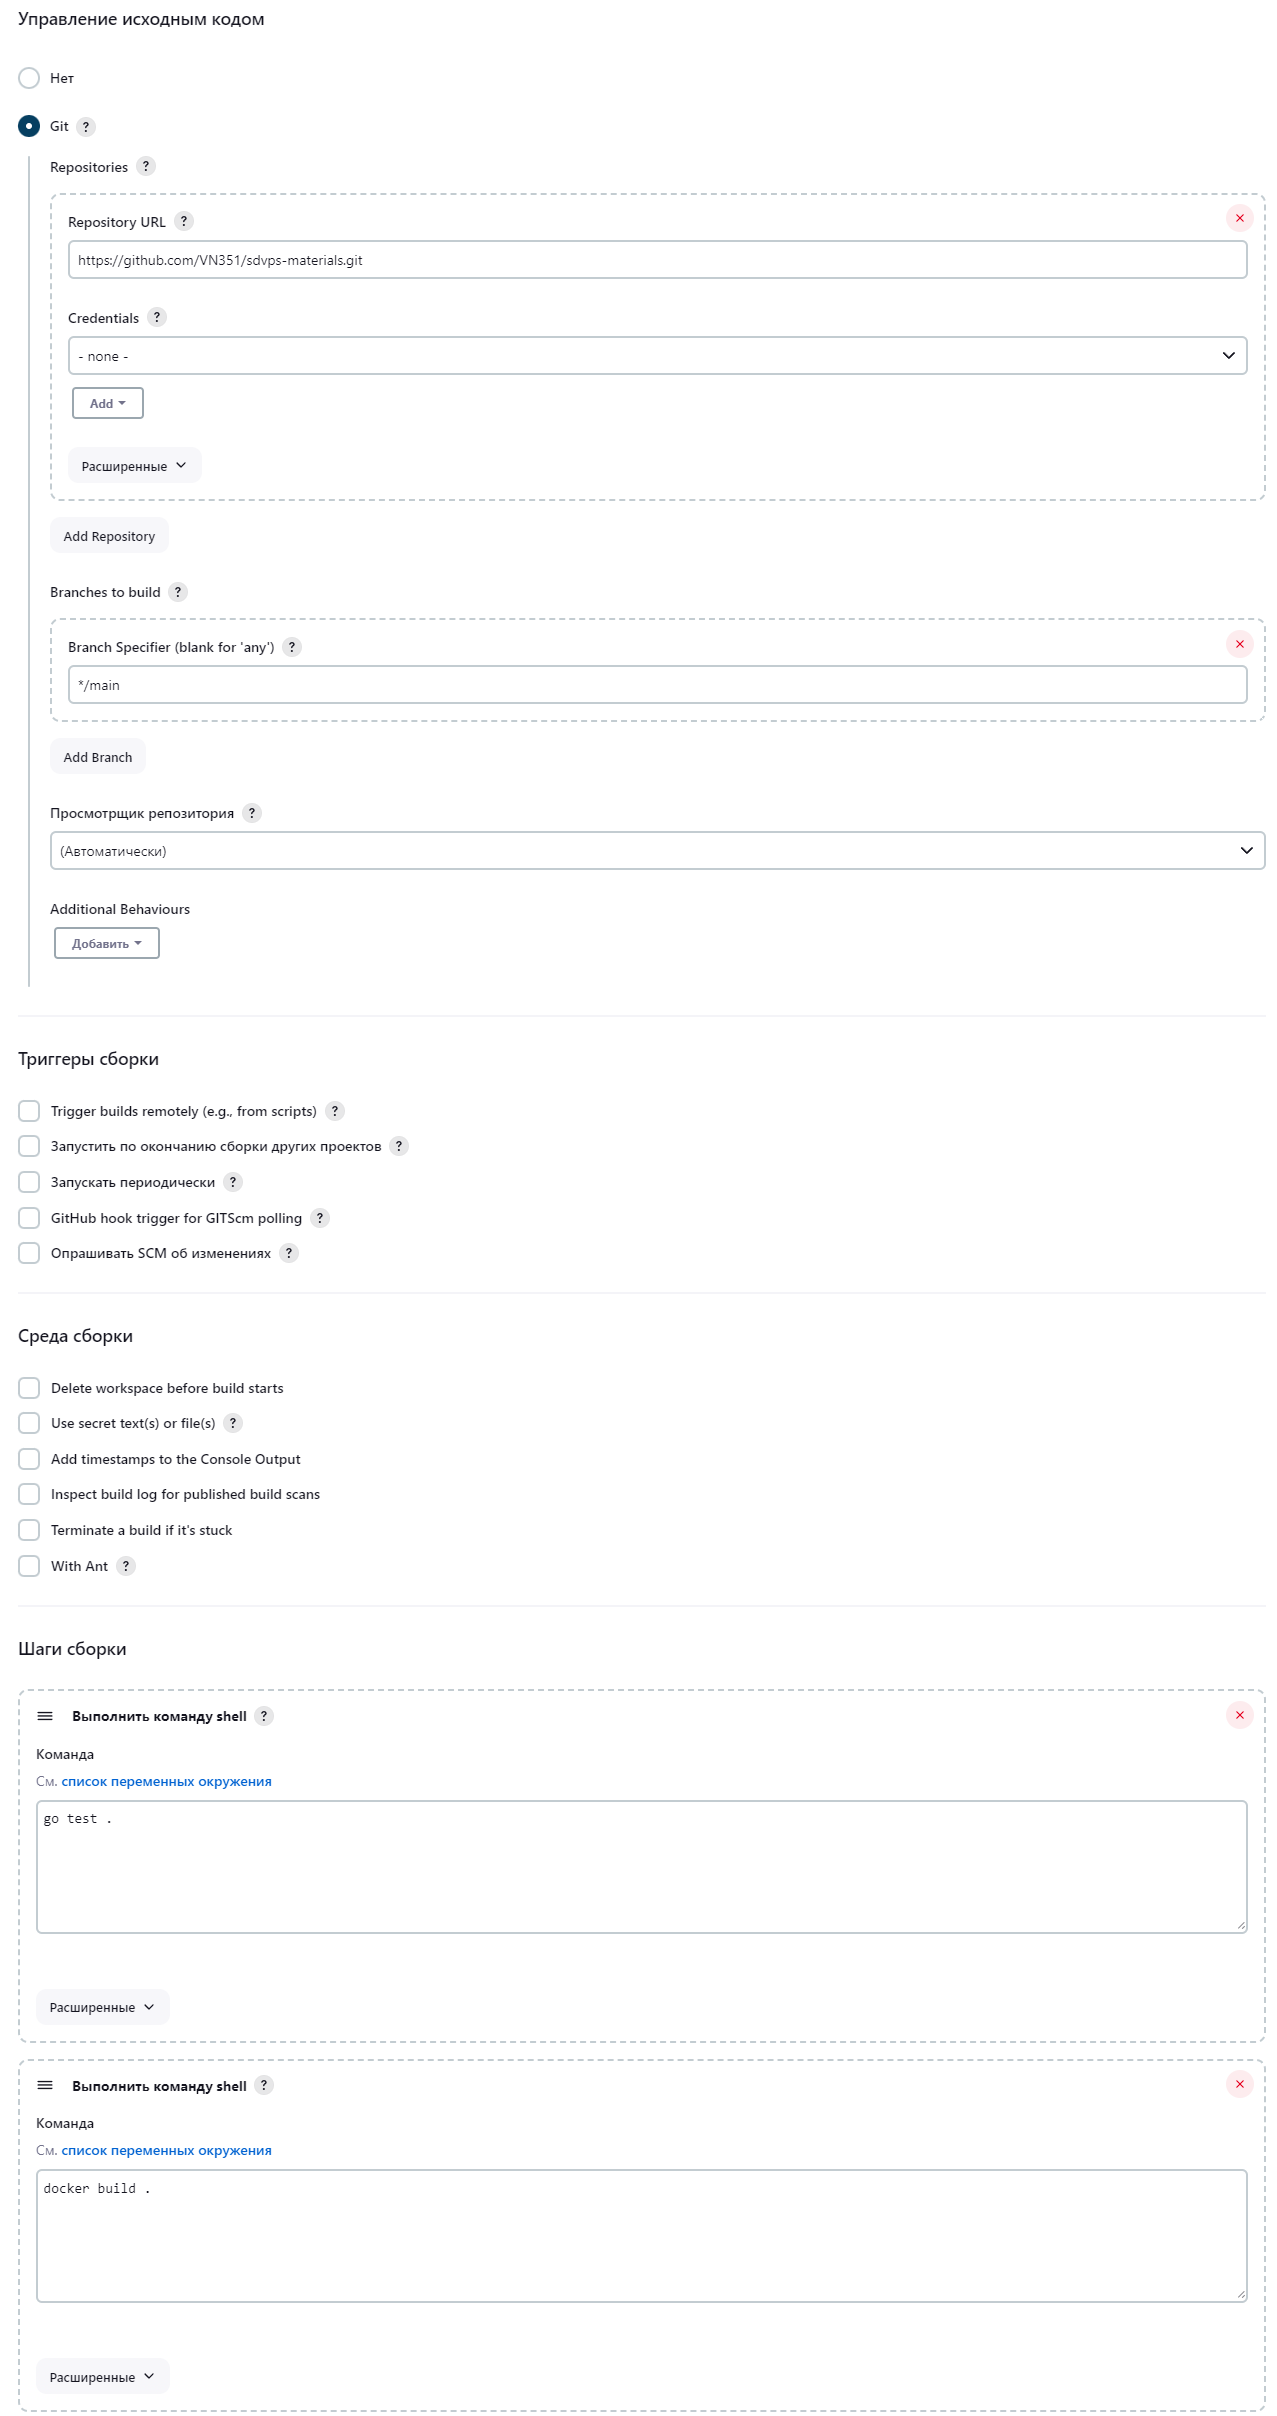 Управление исходным кодом
Нет
Git ?
Repositories ?
Repository URL ?
https://github.com/VN351/sdvps-materials.git
Credentials ?
- none -
Add
Расширенные
Add Repository
Branches to build ?
Branch Specifier (blank for 'any') ?
*/main
Add Branch
Просмотрщик репозитория ?
(Автоматически)
Additional Behaviours
Добавить
Триггеры сборки
Trigger builds remotely (e.g., from scripts) ?
Запустить по окончанию сборки других проектов ?
Запускать периодически ?
GitHub hook trigger for GITScm polling ?
Опрашивать SCM об изменениях ?
Среда сборки
Delete workspace before build starts
Use secret text(s) or file(s) ?
Add timestamps to the Console Output
Inspect build log for published build scans
Terminate a build if it's stuck
With Ant ?
Шаги сборки
Выполнить команду shell ?
Команда
См. список переменных окружения
go test .
Расширенные
Выполнить команду shell ?
Команда
См. список переменных окружения
docker build .
Расширенные